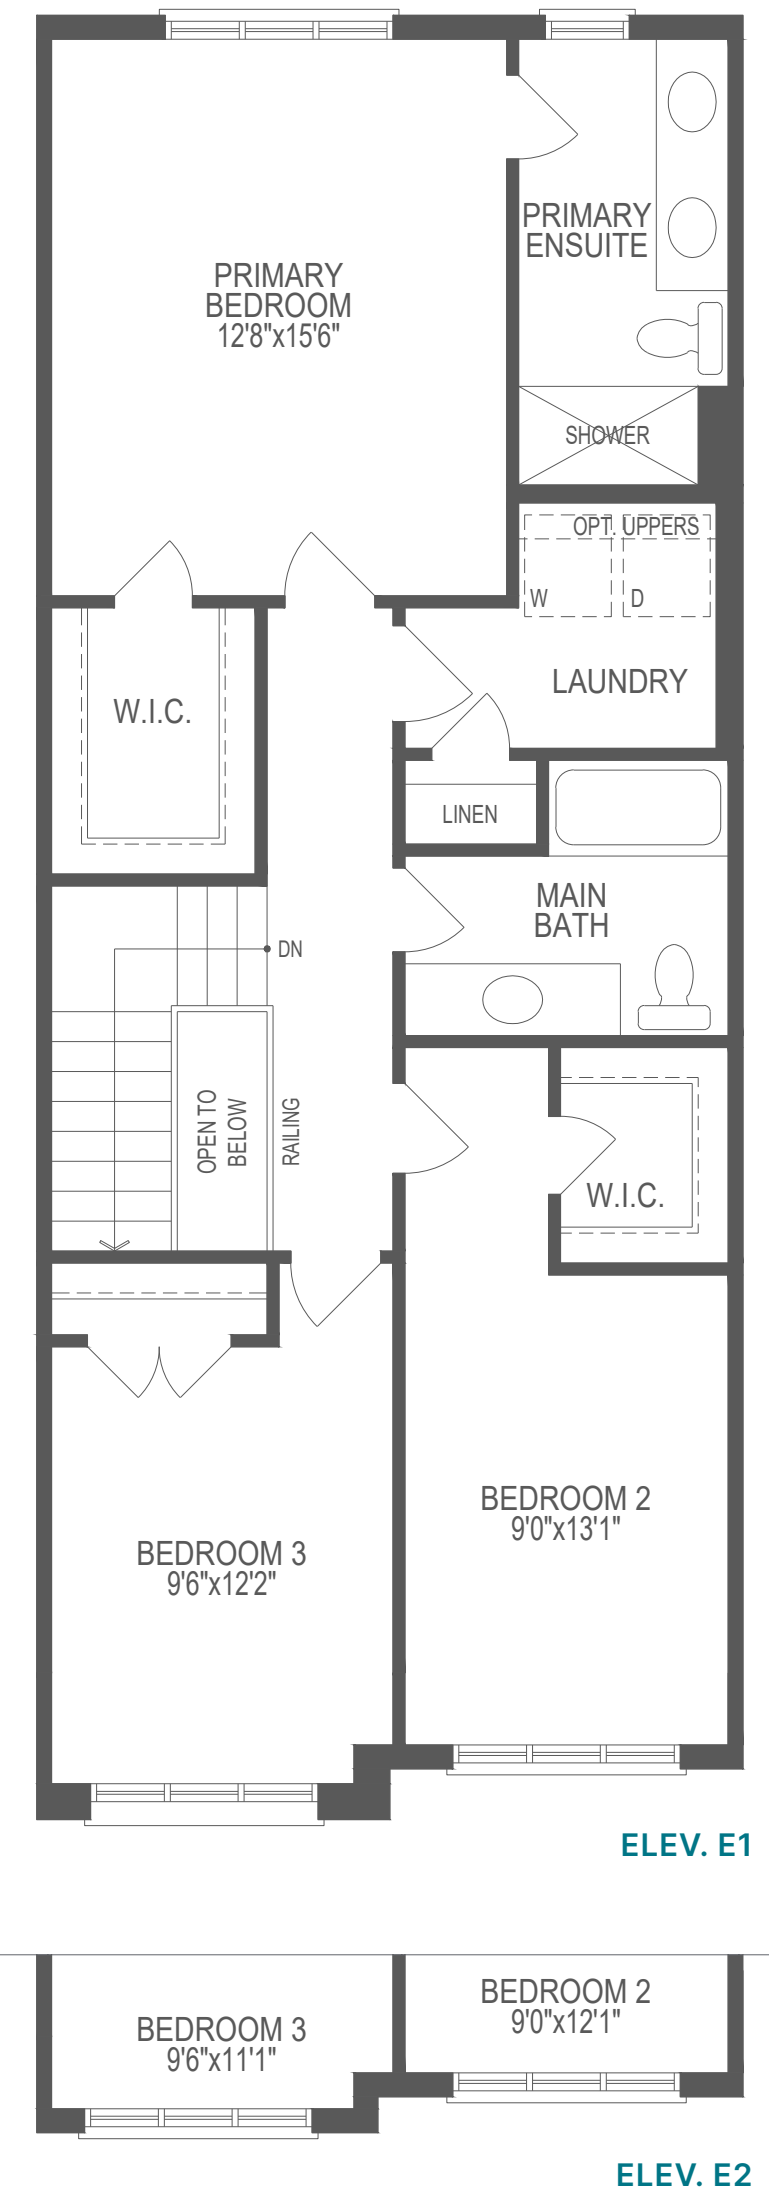 PRIMARY
ENSUITE
PRIMARY
BEDROOM
12'8"x15'6"
SHOWER
OPT. UPPERS
W
D
LAUNDRY
W.I.C.
LINEN
MAIN
BATH
DN
OPEN TO
BELOW
RAILING
W.I.C.
BEDROOM 2
9'0"x13'1"
BEDROOM 3
9'6"x12'2"
ELEV. E1
BEDROOM 2
9'0"x12'1"
BEDROOM 3
9'6"x11'1"
ELEV. E2